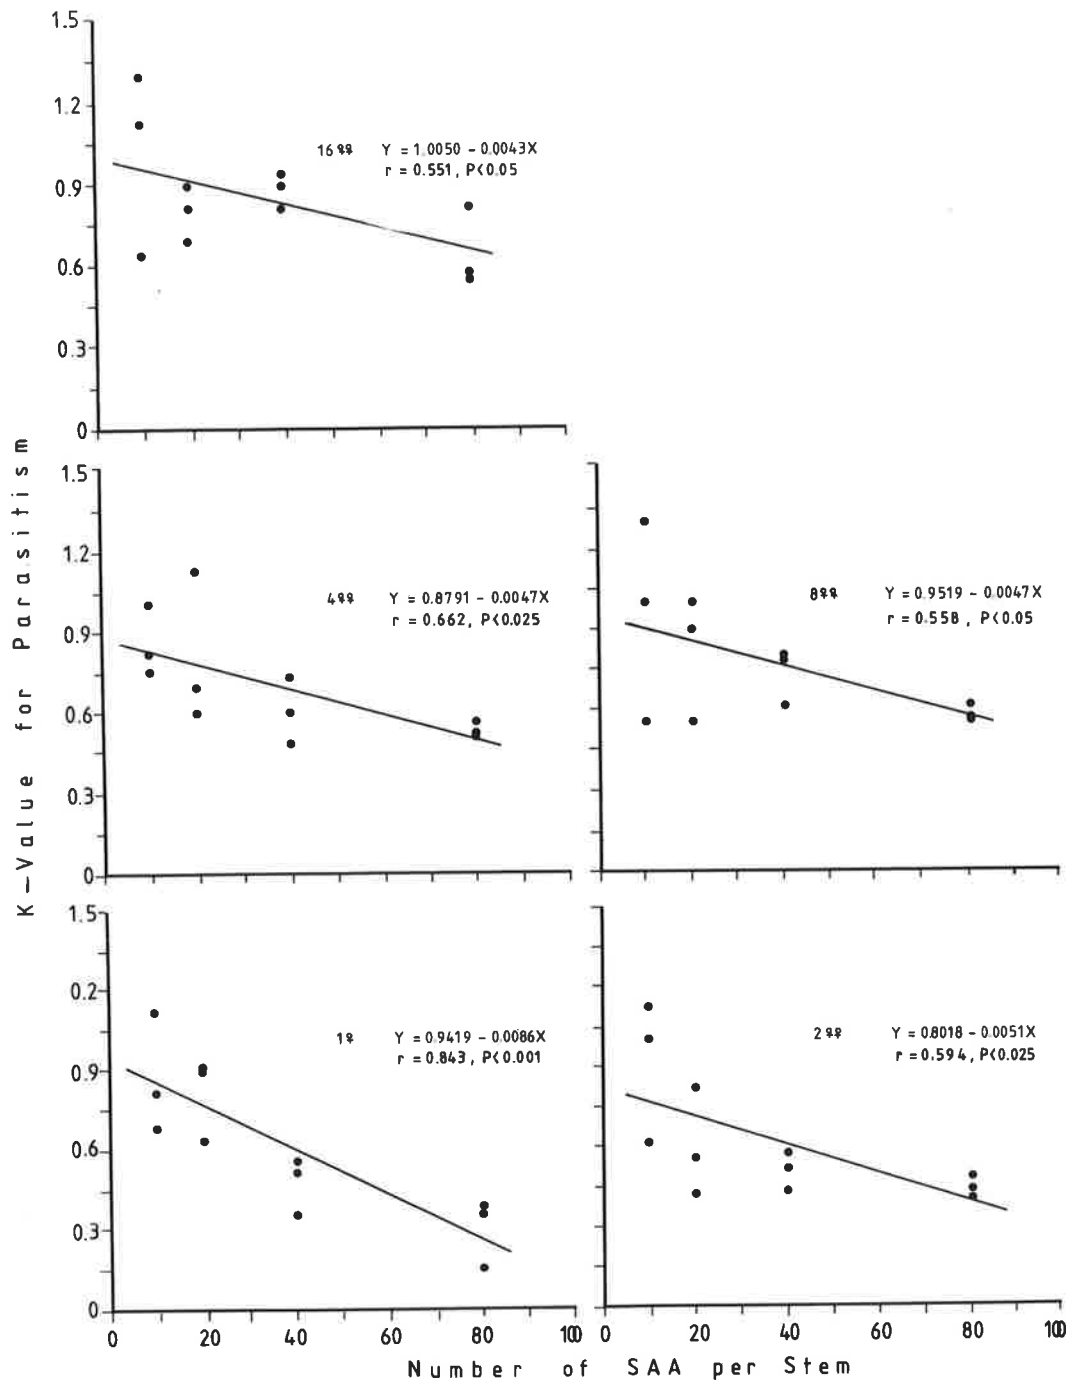 1.5
1.2
0.9
0.6
0.3
0
16♀♀ Y = 1.0050 - 0.0043X
r = 0.551, P<0.05
1.5
1.2
0.9
0.6
0.3
0
4♀♀ Y = 0.8791 - 0.0047X
r = 0.662, P<0.025
8♀♀ Y = 0.9519 - 0.0047X
r = 0.558, P<0.05
1.5
0.2
0.9
0.6
0.3
0
1♀ Y = 0.9419 - 0.0086X
r = 0.843, P<0.001
2♀♀ Y = 0.8018 - 0.0051X
r = 0.594, P<0.025
0 20 40 60 80 100
0 20 40 60 80 100
K-Value for Parasitism
Number of SAA per Stem